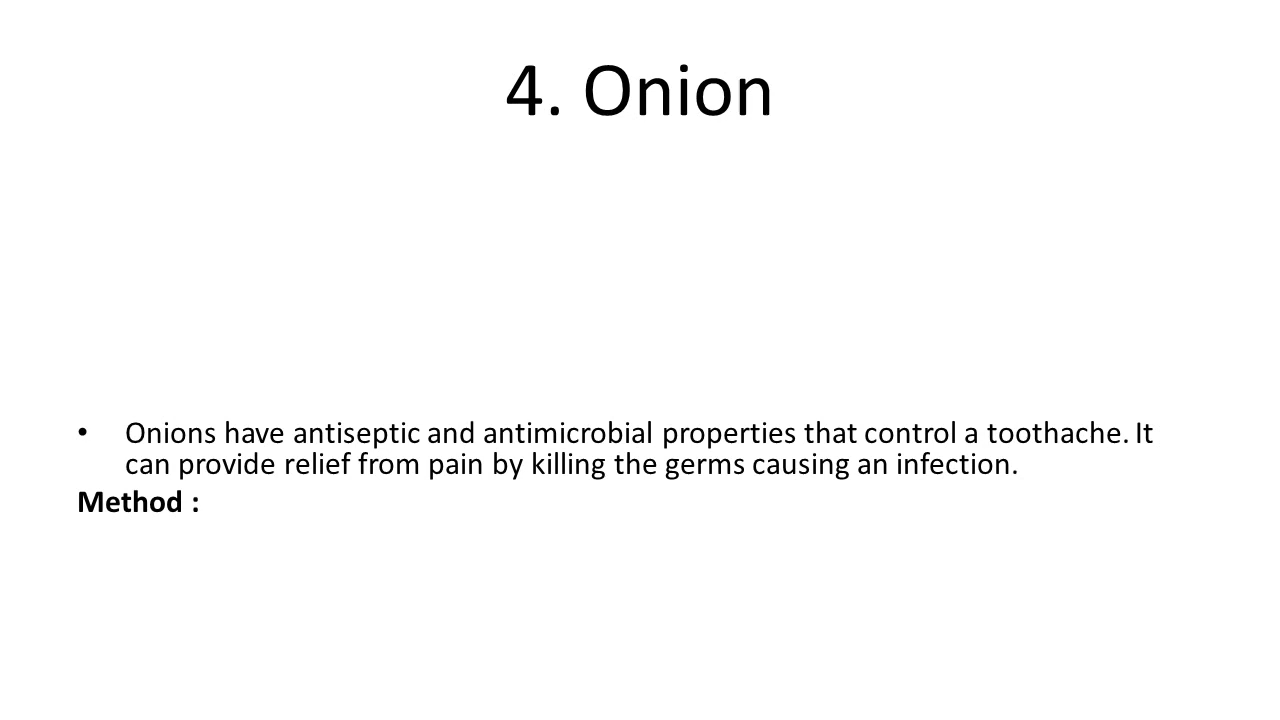 4. Onion
• Onions have antiseptic and antimicrobial properties that control a toothache. It
can provide relief from pain by killing the germs causing an infection.
Method :